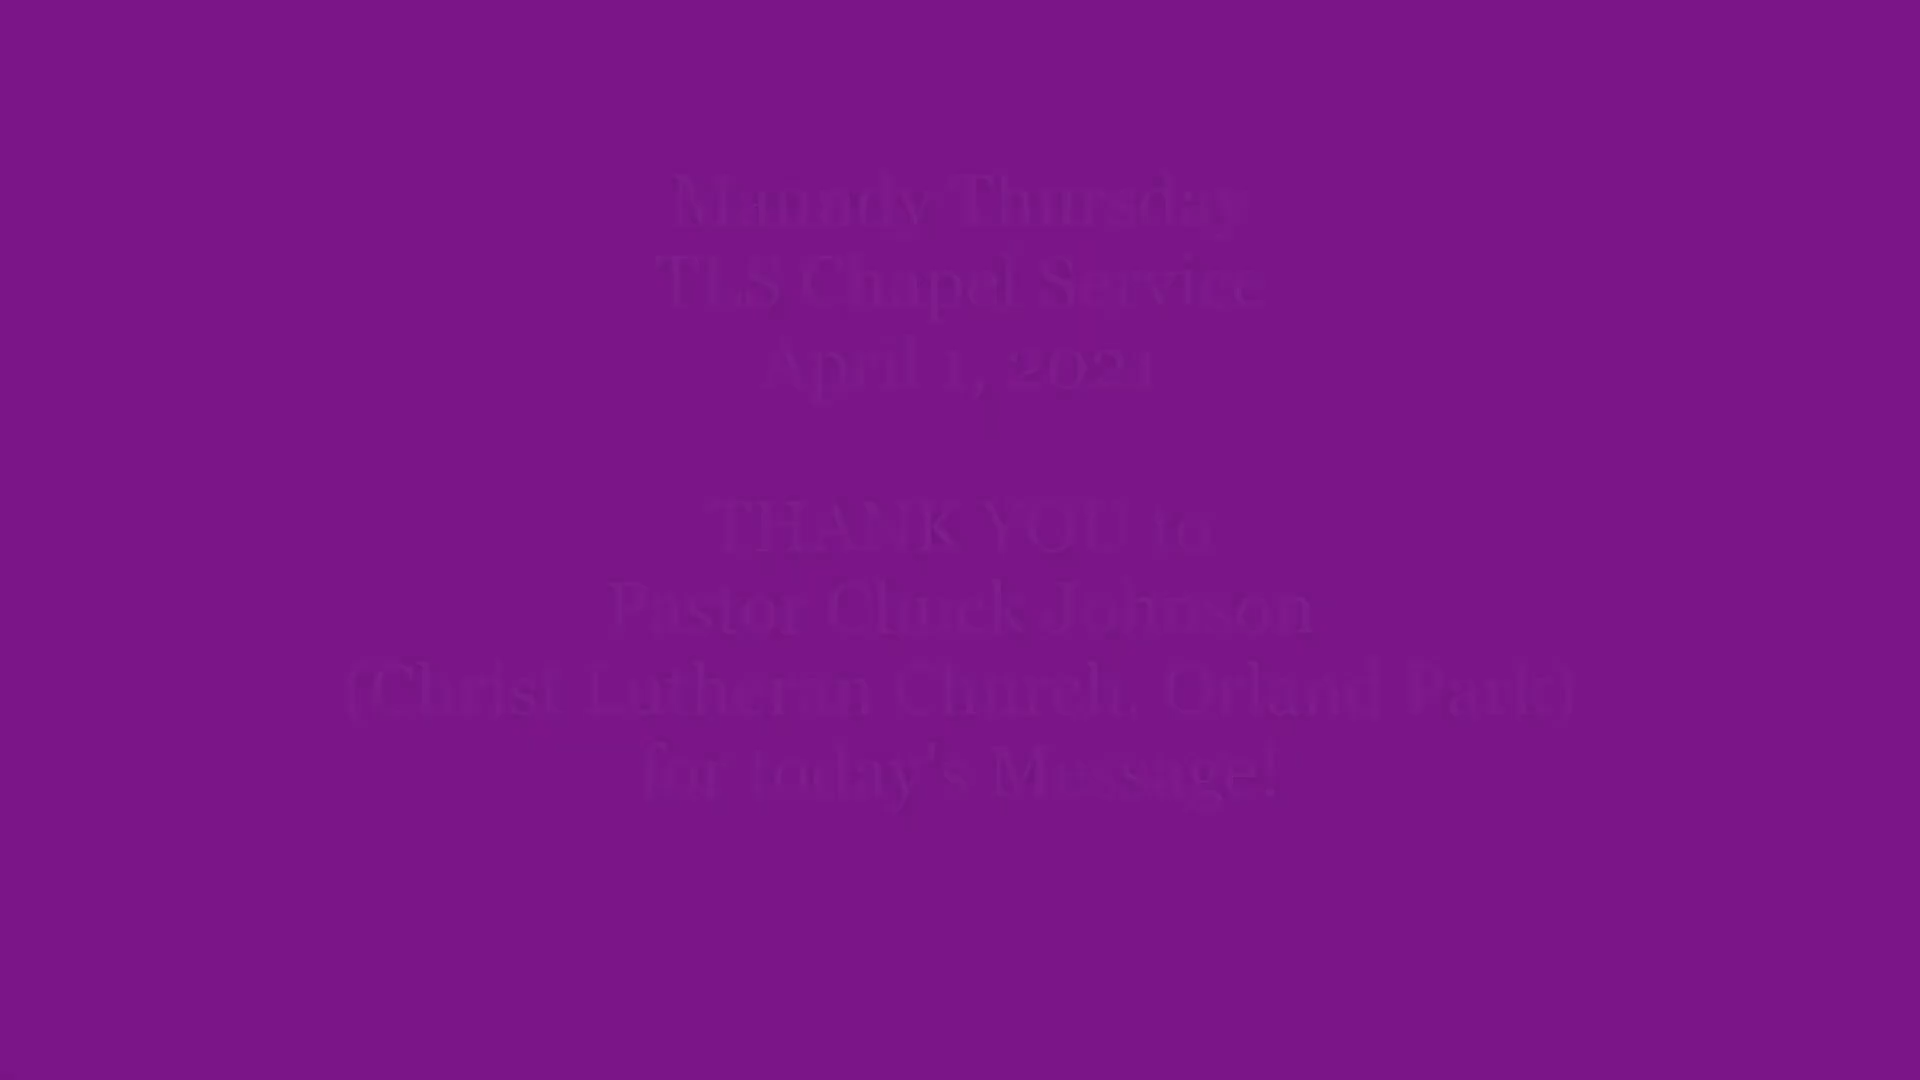 Maundy Thursday
TLS Chapel Service
April 1, 2021
THANK YOU to
Pastor Chuck Johnson
(Christ Lutheran Church, Orland Park)
for today's Message!